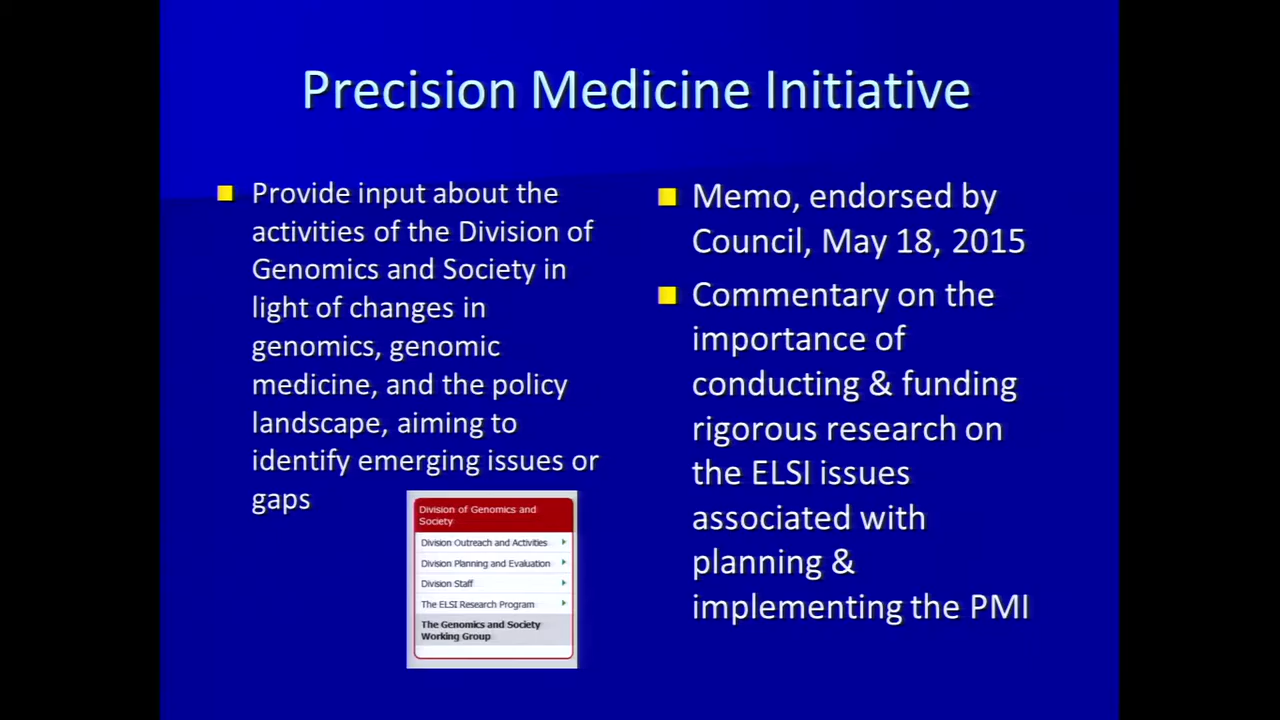 Precision Medicine Initiative
Provide input about the
activities of the Division of
Genomics and Society in
light of changes in
genomics, genomic
medicine, and the policy
landscape, aiming to
identify emerging issues or
gaps
Division of Genomics and
Society
Division Outreach and Activities
Division Planning and Evaluation
Division Staff
The ELSI Research Program
The Genomics and Society
Working Group
Memo, endorsed by
Council, May 18, 2015
Commentary on the
importance of
conducting & funding
rigorous research on
the ELSI issues
associated with
planning &
implementing the PMI